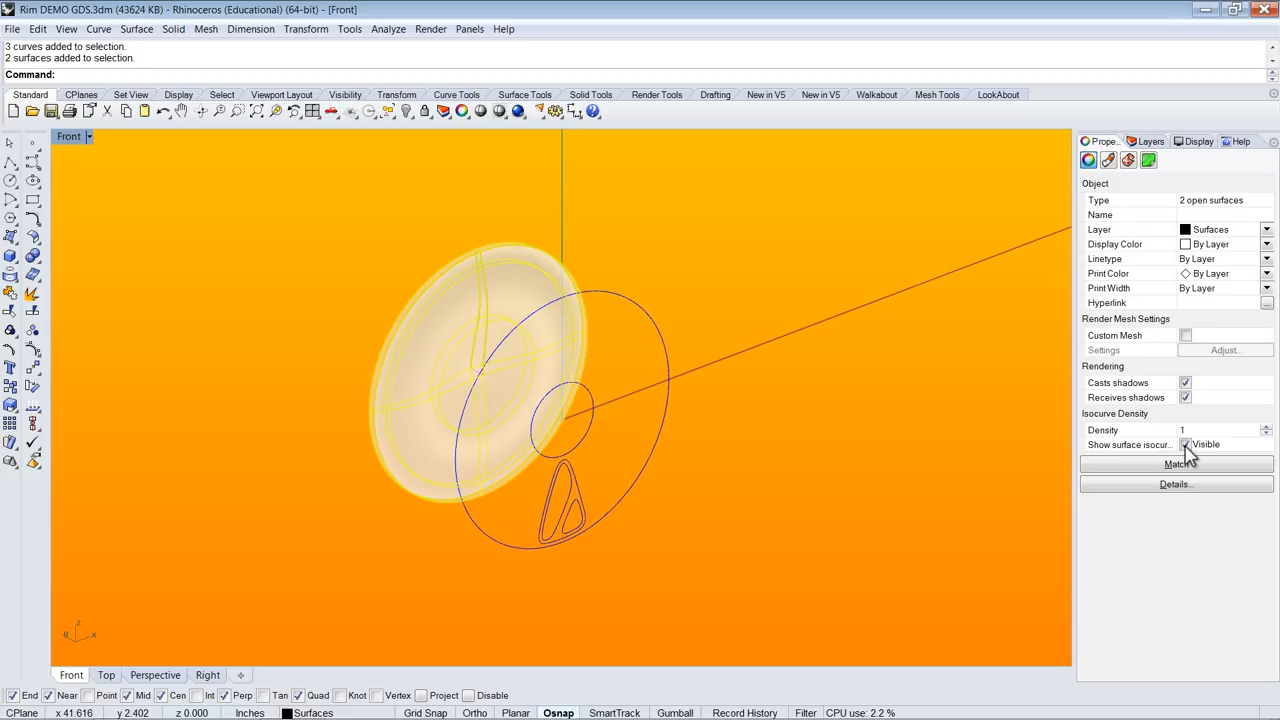 Rim DEMO GDS.3dm (43624 KB) - Rhinoceros (Educational) (64-bit) - [Front]
File Edit View Curve Surface Solid Mesh Dimension Transform Tools Analyze Render Panels Help
3 curves added to selection.
2 surfaces added to selection.
Command:
Standard CPlanes Set View Display Select Viewport Layout Visibility Transform Curve Tools Surface Tools Solid Tools Render Tools Drafting New in V5 New in V5 Walkabout Mesh Tools LookAbout
Front
Prope... Layers Display Help
Object
Type 2 open surfaces
Name
Layer Surfaces
Display Color By Layer
Linetype By Layer
Print Color By Layer
Print Width By Layer
Hyperlink ...
Render Mesh Settings
Custom Mesh
Settings Adjust...
Rendering
Casts shadows
Receives shadows
Isocurve Density
Density 1
Show surface isocur... Visible
Match
Details...
z
y x
Front Top Perspective Right
End Near Point Mid Cen Int Perp Tan Quad Knot Vertex Project Disable
CPlane x 41.616 y 2.402 z 0.000 Inches Surfaces Grid Snap Ortho Planar Osnap SmartTrack Gumball Record History Filter CPU use: 2.2 %